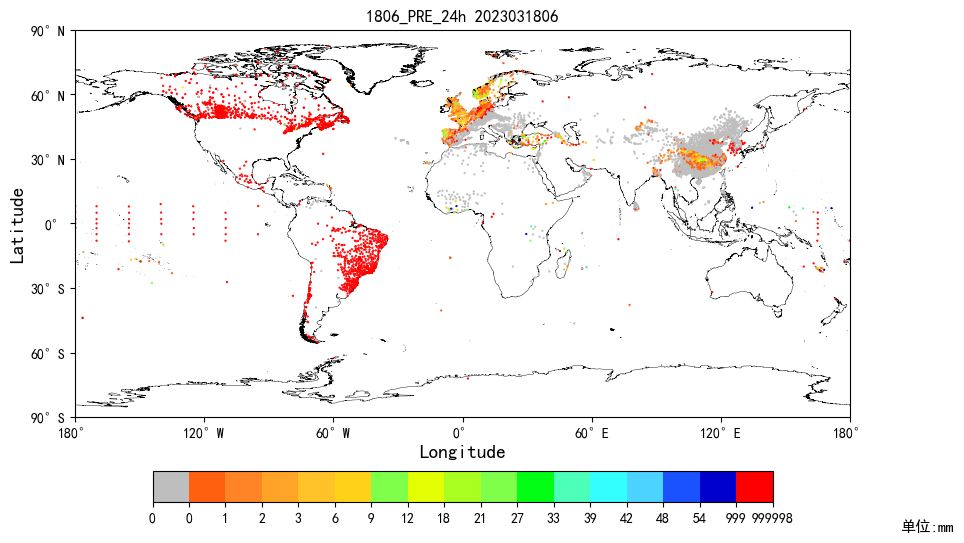 1806_PRE_24h 2023031806
90° N
60° N
30° N
0°
30° S
60° S
90° S
Latitude
180° 120° W 60° W 0° 60° E 120° E 180°
Longitude
0 0 1 2 3 6 9 12 18 21 27 33 39 42 48 54 999 999998
单位:mm